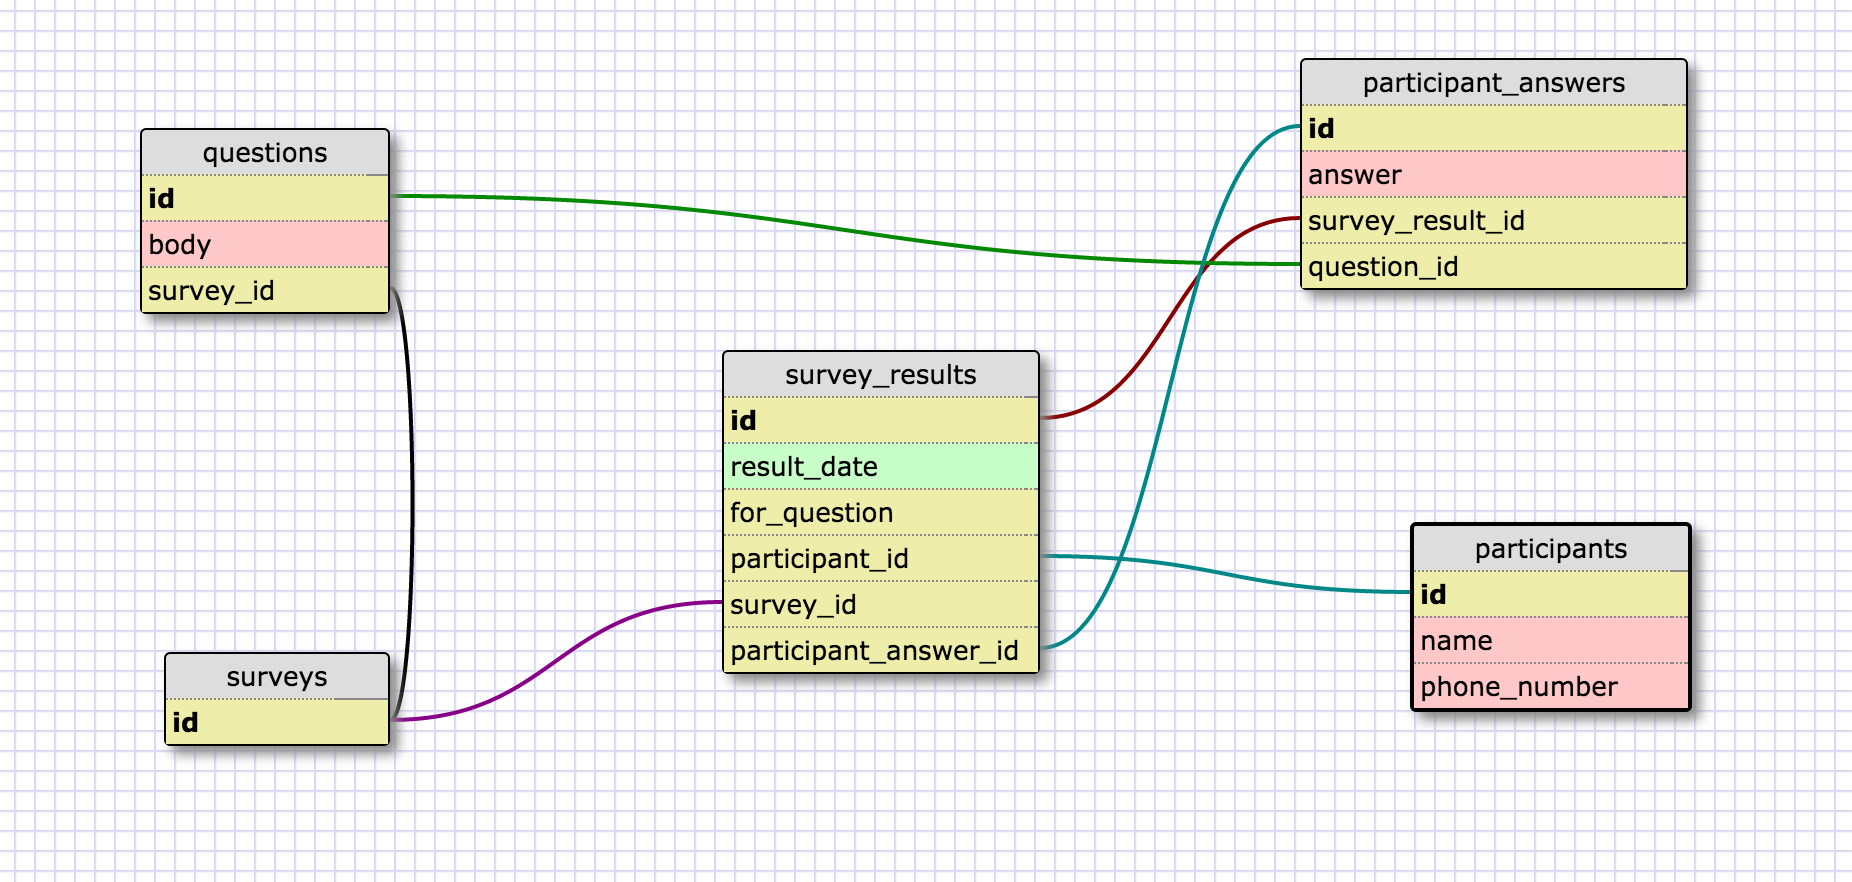 questions
id
body
survey_id
surveys
id
survey_results
id
result_date
for_question
participant_id
survey_id
participant_answer_id
participant_answers
id
answer
survey_result_id
question_id
participants
id
name
phone_number